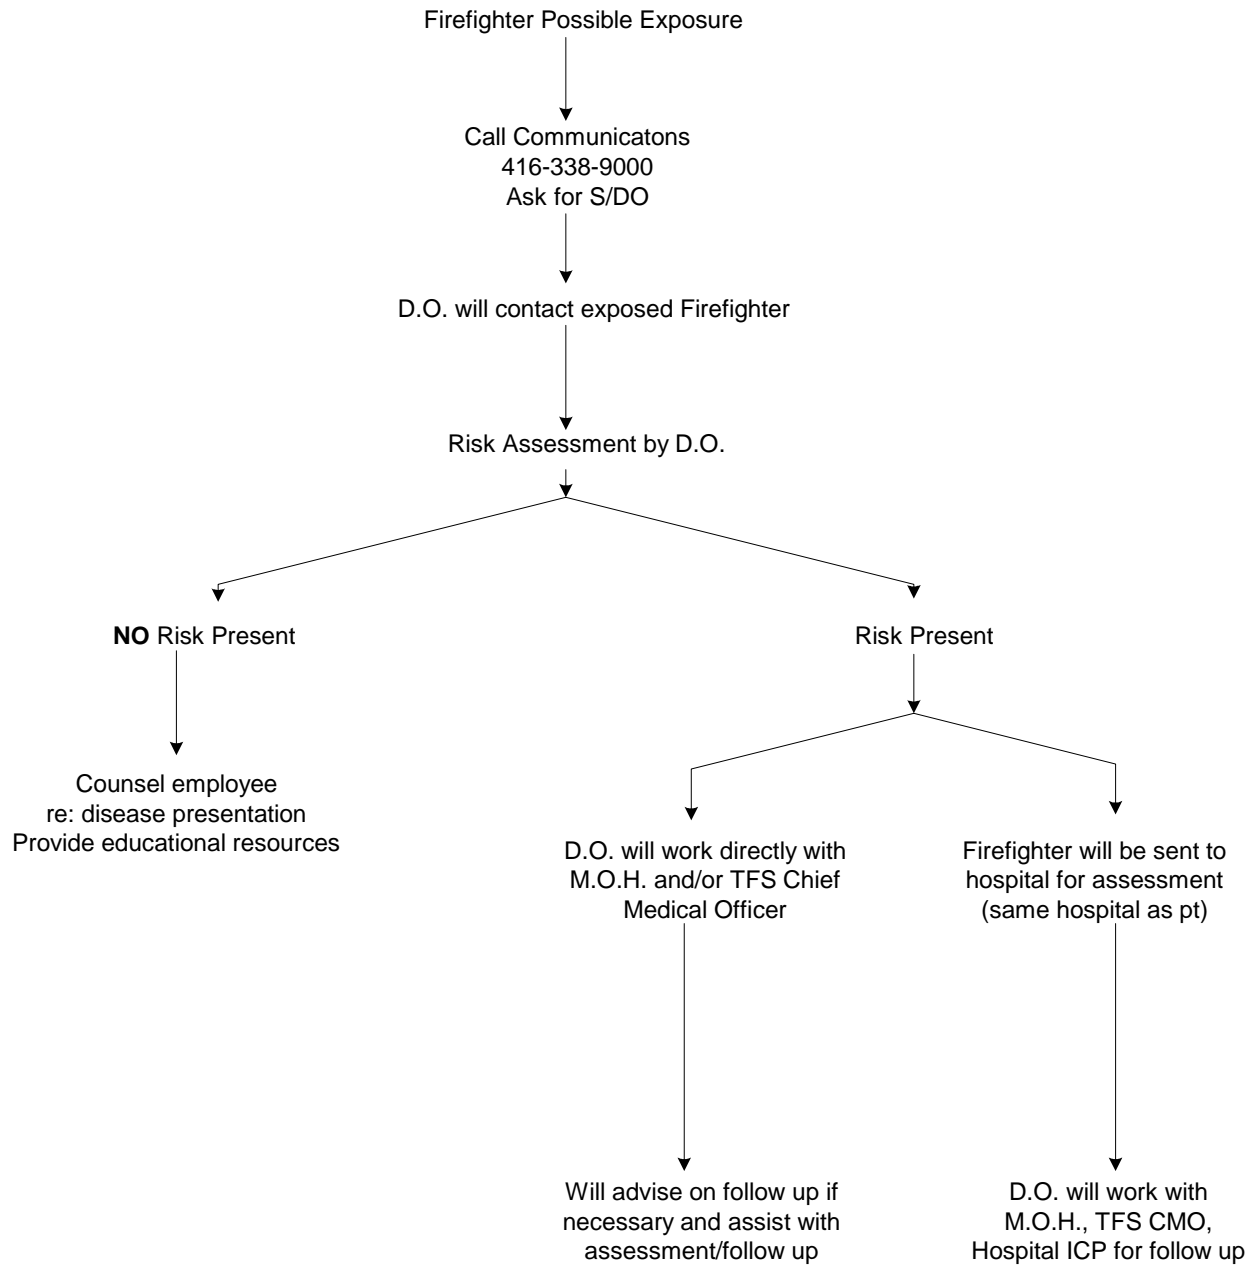 Firefighter Possible Exposure
Call Communicatons
416-338-9000
Ask for S/DO
D.O. will contact exposed Firefighter
Risk Assessment by D.O.
NO Risk Present
Risk Present
Counsel employee
re: disease presentation
Provide educational resources
D.O. will work directly with
M.O.H. and/or TFS Chief
Medical Officer
Firefighter will be sent to
hospital for assessment
(same hospital as pt)
Will advise on follow up if
necessary and assist with
assessment/follow up
D.O. will work with
M.O.H., TFS CMO,
Hospital ICP for follow up